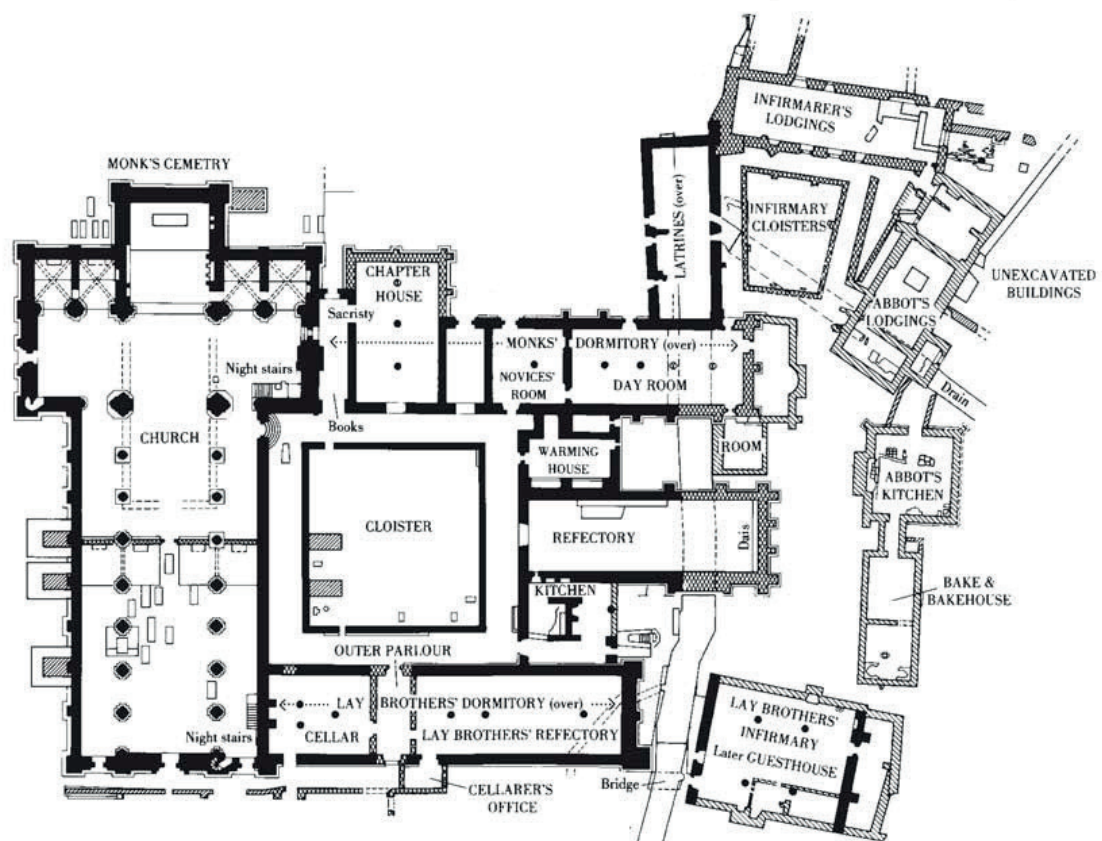 INFIRMARER'S
LODGINGS
MONK'S CEMETRY
LATRINES (over)
INFIRMARY
CLOISTERS
CHAPTER
HOUSE
UNEXCAVATED
BUILDINGS
ABBOT'S
LODGINGS
Sacristy
MONKS' DORMITORY (over)
Night stairs
NOVICES'
ROOM
DAY ROOM
Drain
Books
CHURCH
ROOM
WARMING
HOUSE
ABBOT'S
KITCHEN
CLOISTER
REFECTORY
Dais
KITCHEN
BAKE &
BAKEHOUSE
OUTER PARLOUR
LAY BROTHERS' DORMITORY (over)
CELLAR
LAY BROTHERS' REFECTORY
Night stairs
LAY BROTHERS'
INFIRMARY
Later GUESTHOUSE
Bridge
CELLARER'S
OFFICE